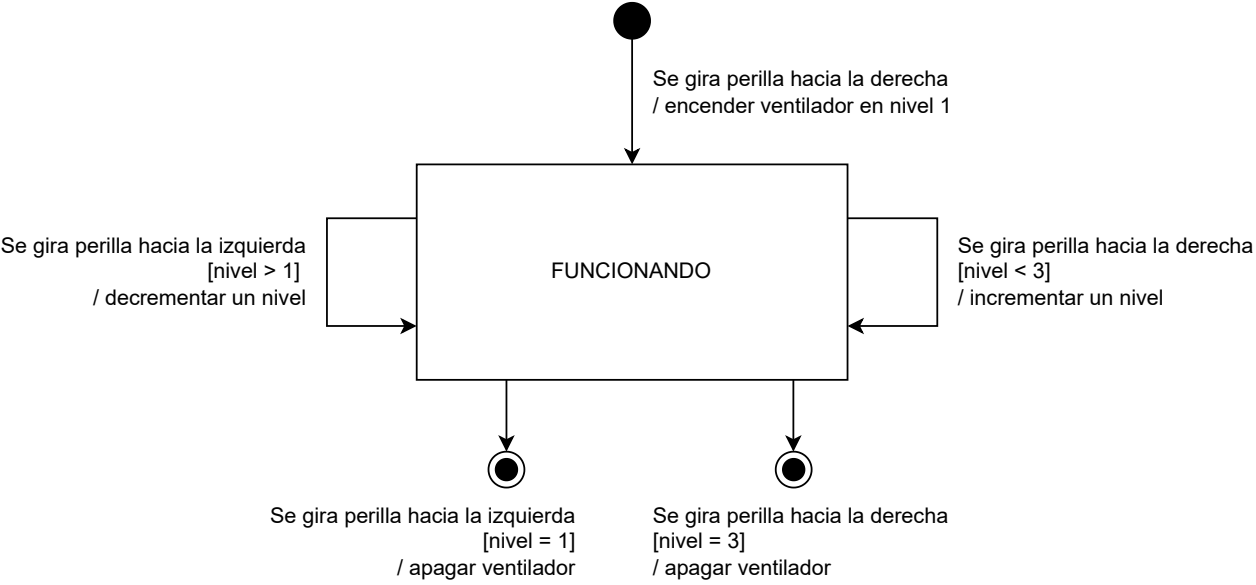 Se gira perilla hacia la derecha
/ encender ventilador en nivel 1
Se gira perilla hacia la izquierda
[nivel > 1]
/ decrementar un nivel
FUNCIONANDO
Se gira perilla hacia la derecha
[nivel < 3]
/ incrementar un nivel
Se gira perilla hacia la izquierda
[nivel = 1]
/ apagar ventilador
Se gira perilla hacia la derecha
[nivel = 3]
/ apagar ventilador